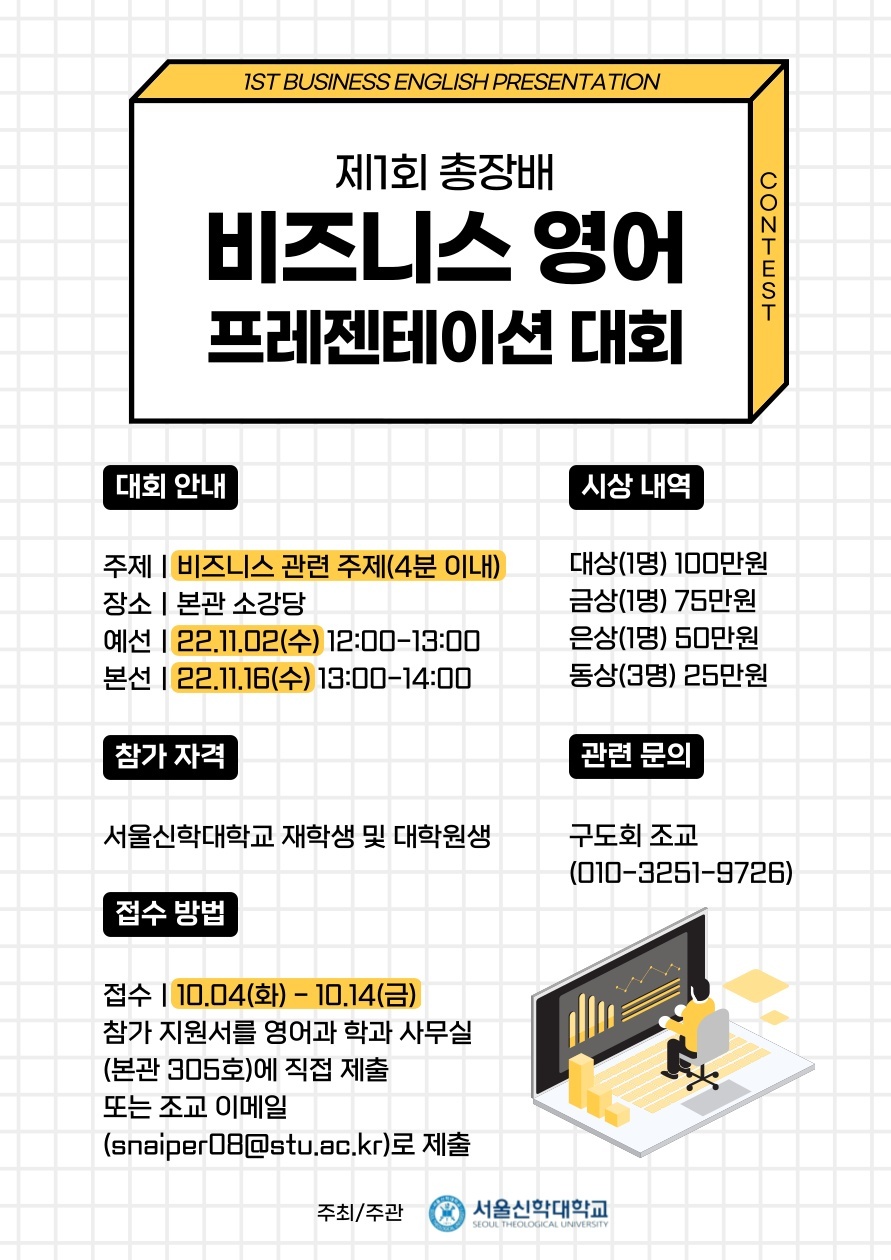 1ST BUSINESS ENGLISH PRESENTATION
CONTEST
제1회 총장배
비즈니스 영어
프레젠테이션 대회
대회 안내
주제 | 비즈니스 관련 주제(4분 이내)
장소 | 본관 소강당
예선 | 22.11.02(수) 12:00-13:00
본선 | 22.11.16(수) 13:00-14:00
시상 내역
대상(1명) 100만원
금상(1명) 75만원
은상(1명) 50만원
동상(3명) 25만원
참가 자격
서울신학대학교 재학생 및 대학원생
관련 문의
구도회 조교
(010-3251-9726)
접수 방법
접수 | 10.04(화) - 10.14(금)
참가 지원서를 영어과 학과 사무실
(본관 305호)에 직접 제출
또는 조교 이메일
(snaiper08@stu.ac.kr)로 제출
주최/주관
서울신학대학교
SEOUL THEOLOGICAL UNIVERSITY